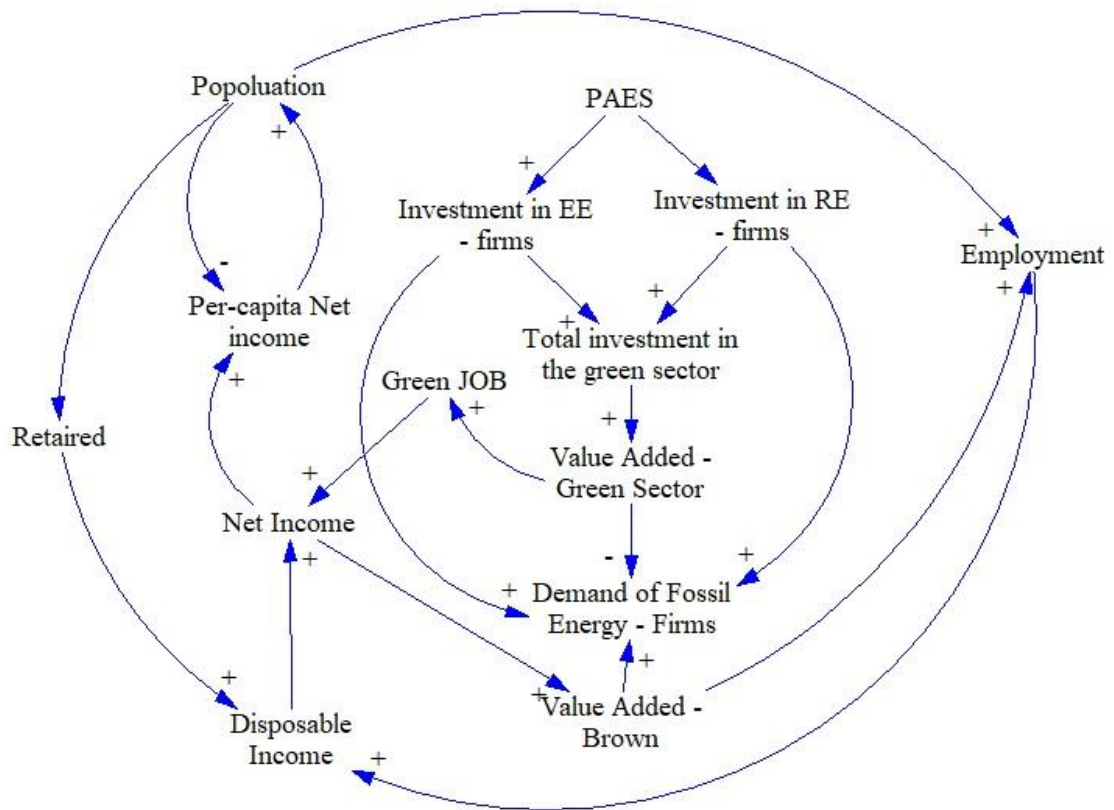 Popoluation
+
PAES
+
Investment in EE
- firms
Investment in RE
- firms
+
Employment
+
-
Per-capita Net
income
+
+
+
Total investment in
the green sector
Green JOB
+
+
Retaired
+
Value Added -
Green Sector
Net Income
+
-
+
+
Demand of Fossil
Energy - Firms
+
+
+
Value Added -
Brown
Disposable
Income
+